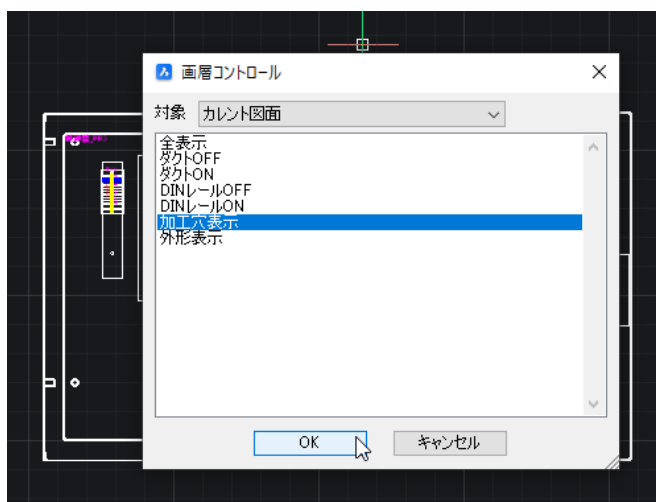 画層コントロール
対象 カレント図面
全表示
ダクトOFF
ダクトON
DINレールOFF
DINレールON
加工穴表示
外形表示
OK キャンセル